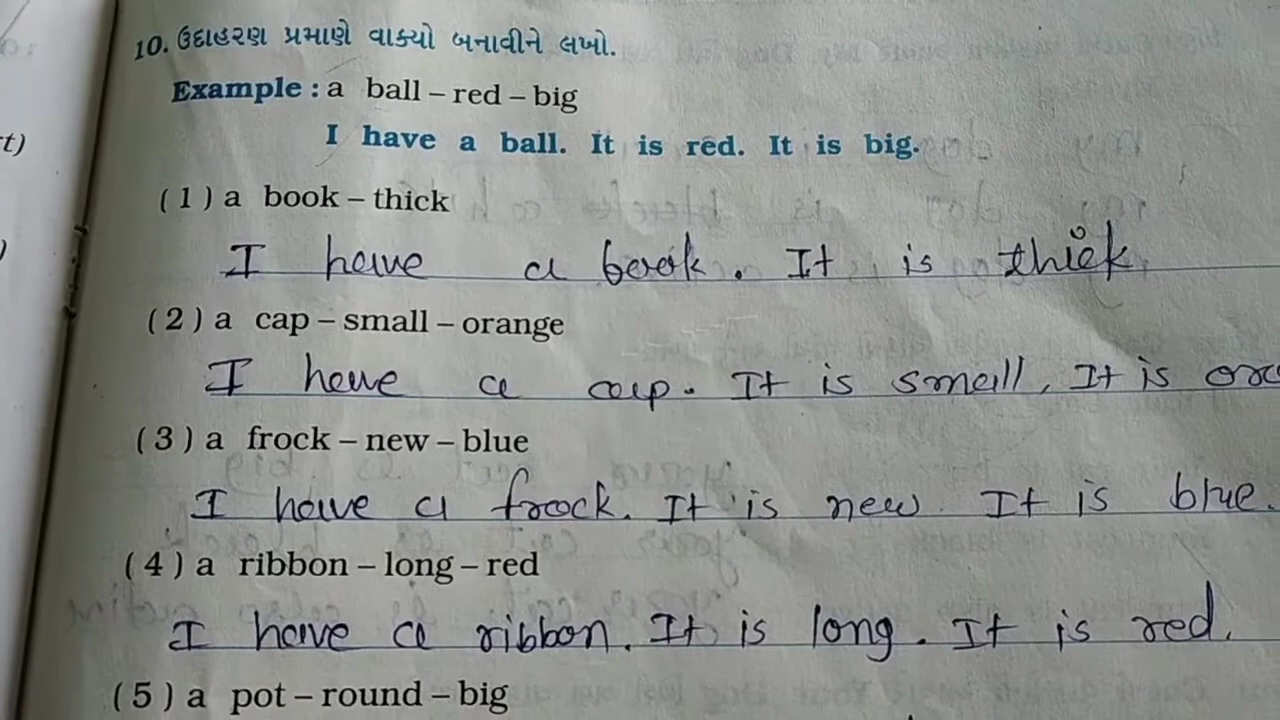 10. ઉદાહરણ પ્રમાણે વાક્યો બનાવીને લખો.
Example : a ball – red – big
I have a ball. It is red. It is big.
t)
(1) a book – thick
I have a book. It is thick.
(2) a cap – small – orange
I have a cap. It is small, It is ora
(3) a frock – new – blue
I have a frock. It is new It is blue.
(4) a ribbon – long – red
I have a ribbon. It is long. It is red.
(5) a pot – round – big